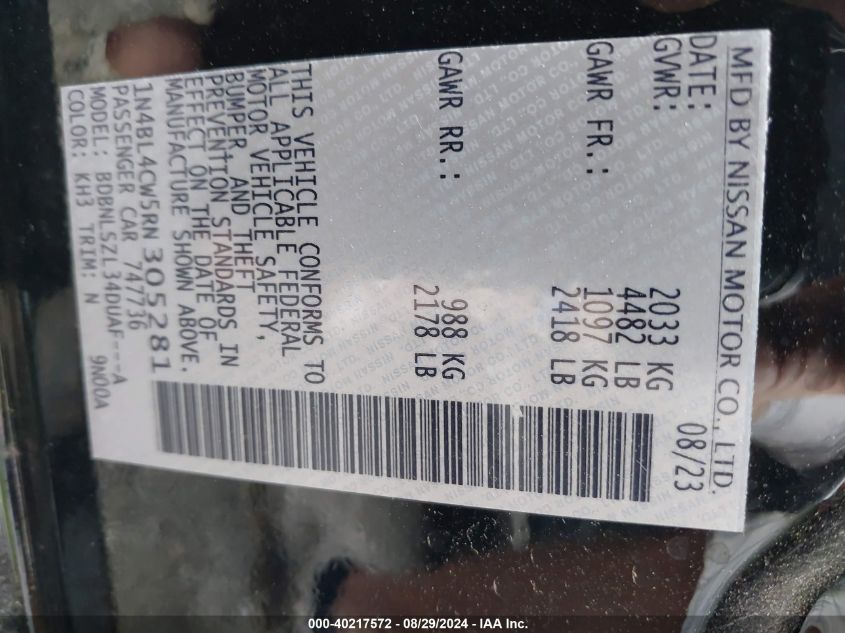 MFD BY NISSAN MOTOR CO., LTD.
DATE: 08/23
GVWR: 2033 KG
4482 LB
GAWR FR.: 1097 KG
2418 LB
GAWR RR.: 988 KG
2178 LB
THIS VEHICLE CONFORMS TO
ALL APPLICABLE FEDERAL
MOTOR VEHICLE SAFETY,
BUMPER, AND THEFT
PREVENTION STANDARDS IN
EFFECT ON THE DATE OF
MANUFACTURE SHOWN ABOVE.
1N4BL4CW5RN305281
PASSENGER CAR 747736
MODEL: BDBNLSZL34DUAF---A
COLOR: KH3 TRIM: N 9N00A
000-40217572 - 08/29/2024 - IAA Inc.